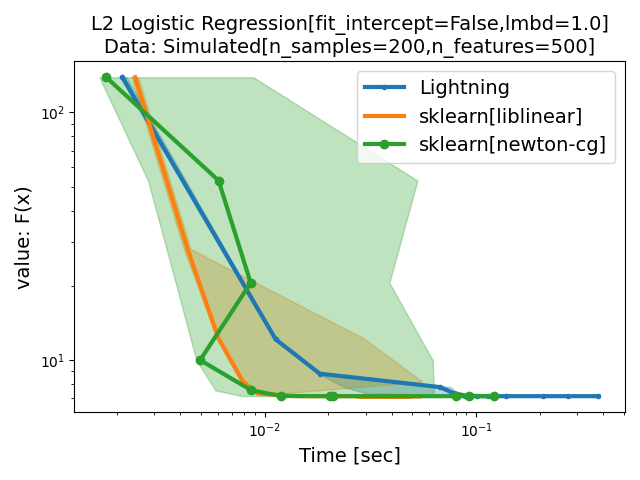 L2 Logistic Regression[fit_intercept=False,lmbd=1.0]
Data: Simulated[n_samples=200,n_features=500]
Lightning
sklearn[liblinear]
sklearn[newton-cg]
value: F(x)
10²
10¹
10⁻²
10⁻¹
Time [sec]